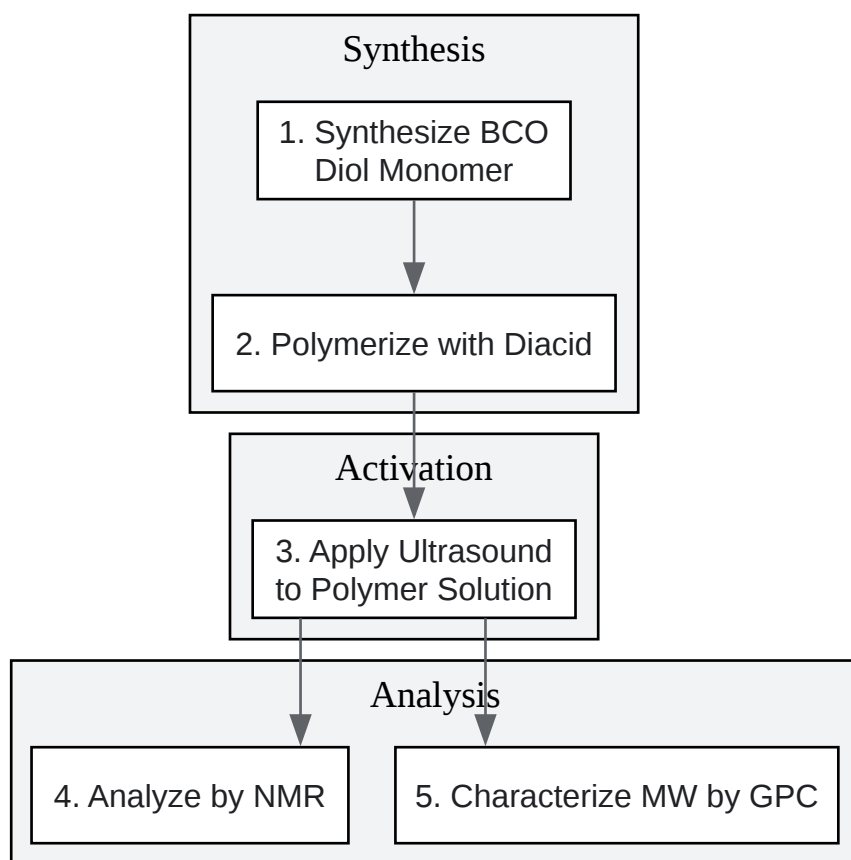 Synthesis
1. Synthesize BCO
Diol Monomer
2. Polymerize with Diacid
Activation
3. Apply Ultrasound
to Polymer Solution
Analysis
4. Analyze by NMR
5. Characterize MW by GPC